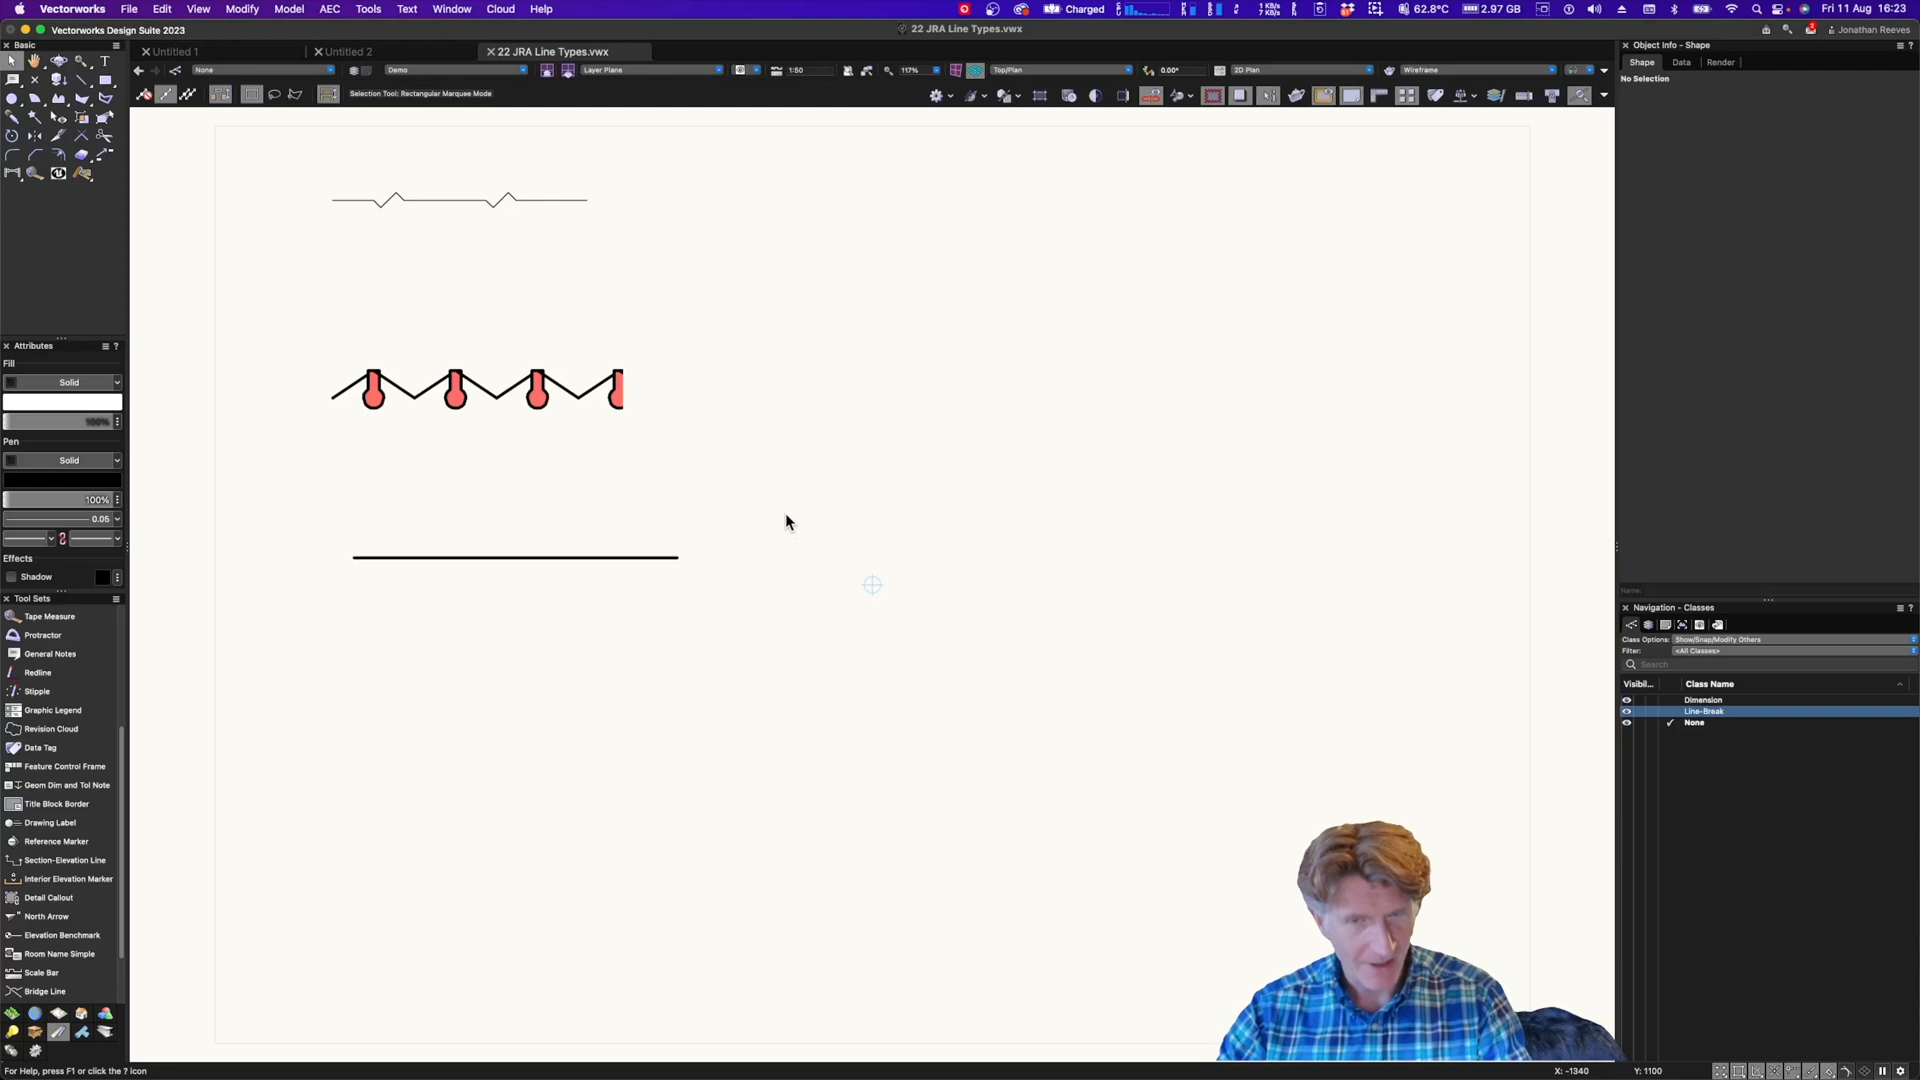 Vectorworks File Edit View Modify Model AEC Tools Text Window Cloud Help
Charged
1 KB/s
7 KB/s
62.8°C
2.97 GB
Fri 11 Aug 16:23
Vectorworks Design Suite 2023
22 JRA Line Types.vwx
Jonathan Reeves
Basic
Untitled 1
Untitled 2
22 JRA Line Types.vwx
None
Demo
Layer Plane
1:50
117%
Top/Plan
0.00°
2D Plan
Wireframe
Selection Tool: Rectangular Marquee Mode
Object Info - Shape
Shape
Data
Render
No Selection
Attributes
Fill
Solid
100%
Pen
Solid
100%
0.05
Effects
Shadow
Tool Sets
Tape Measure
Protractor
General Notes
Redline
Stipple
Graphic Legend
Revision Cloud
Data Tag
Feature Control Frame
Geom Dim and Tol Note
Title Block Border
Drawing Label
Reference Marker
Section-Elevation Line
Interior Elevation Marker
Detail Callout
North Arrow
Elevation Benchmark
Room Name Simple
Scale Bar
Bridge Line
Name:
Navigation - Classes
Class Options: Show/Snap/Modify Others
Filter: <All Classes>
Search
Visibil... Class Name
Dimension
Line-Break
None
For Help, press F1 or click the ? icon
X: -1340
Y: 1100